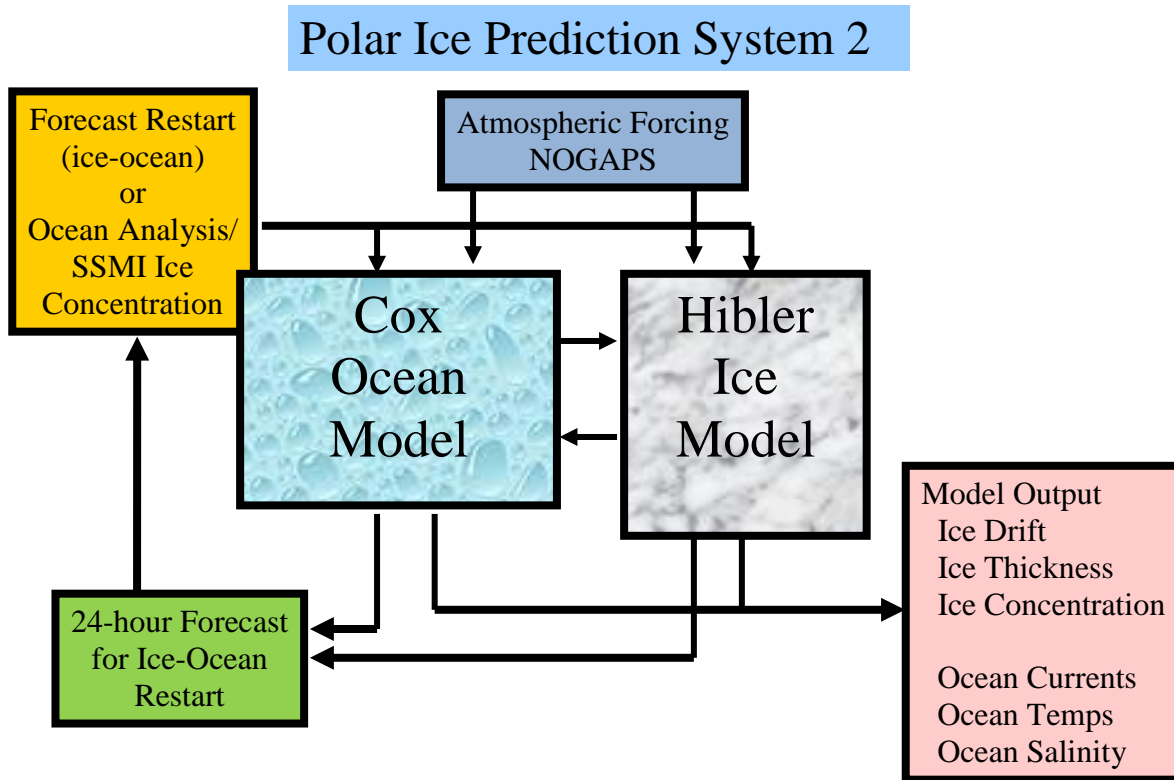 Polar Ice Prediction System 2
Forecast Restart
(ice-ocean)
or
Ocean Analysis/
SSMI Ice
Concentration
Atmospheric Forcing
NOGAPS
Cox
Ocean
Model
Hibler
Ice
Model
24-hour Forecast
for Ice-Ocean
Restart
Model Output
Ice Drift
Ice Thickness
Ice Concentration
Ocean Currents
Ocean Temps
Ocean Salinity